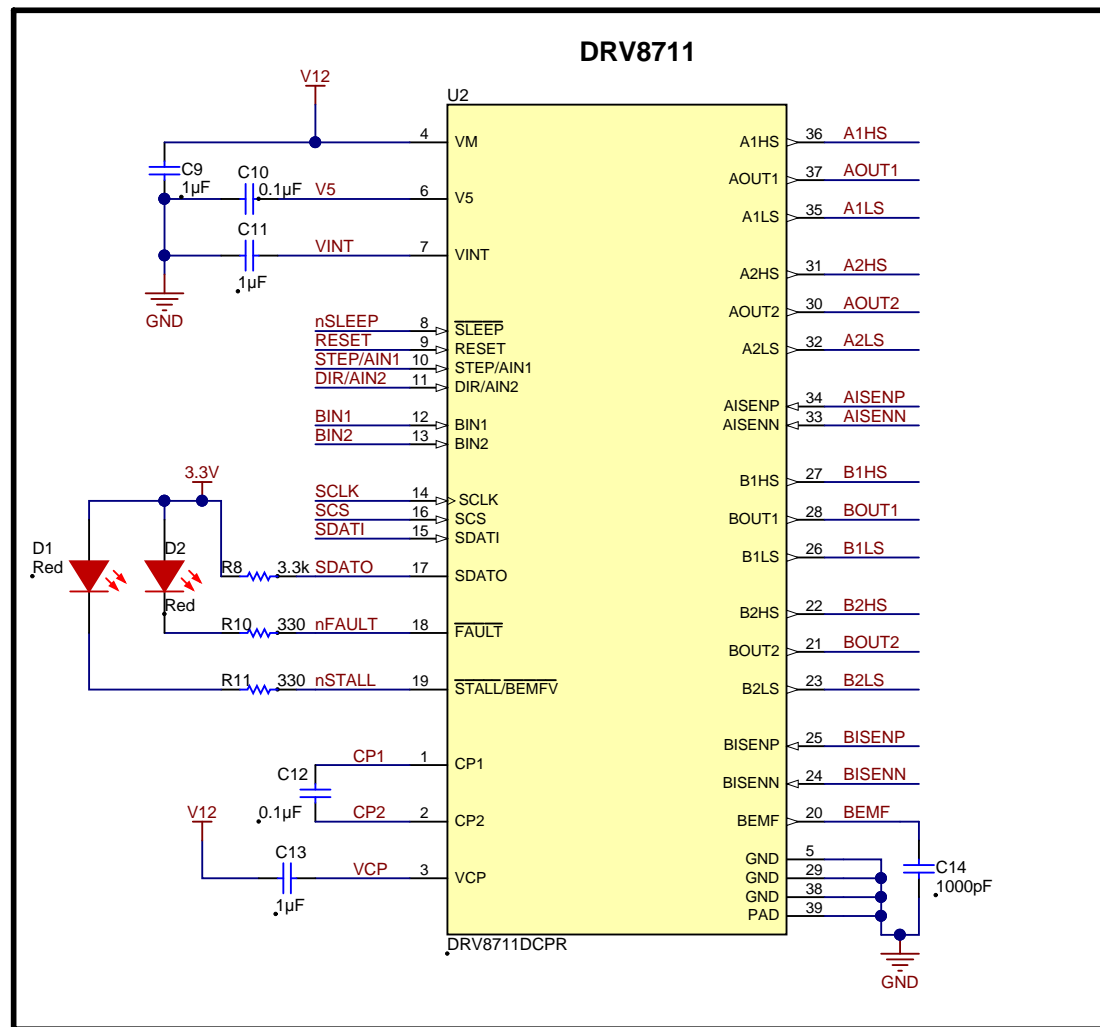 DRV8711
V12
U2
4 VM
C9
1µF
C10
0.1µF V5 6 V5
C11
1µF
VINT 7 VINT
GND
nSLEEP 8 SLEEP
RESET 9 RESET
STEP/AIN1 10 STEP/AIN1
DIR/AIN2 11 DIR/AIN2
BIN1 12 BIN1
BIN2 13 BIN2
3.3V
SCLK 14 SCLK
SCS 16 SCS
SDATI 15 SDATI
D1
Red
D2
Red
R8 3.3k SDATO 17 SDATO
R10 330 nFAULT 18 FAULT
R11 330 nSTALL 19 STALL/BEMFV
CP1 1 CP1
C12
0.1µF
CP2 2 CP2
V12
C13
1µF
VCP 3 VCP
DRV8711DCPR
A1HS 36 A1HS
AOUT1 37 AOUT1
A1LS 35 A1LS
A2HS 31 A2HS
AOUT2 30 AOUT2
A2LS 32 A2LS
AISENP 34 AISENP
AISENN 33 AISENN
B1HS 27 B1HS
BOUT1 28 BOUT1
B1LS 26 B1LS
B2HS 22 B2HS
BOUT2 21 BOUT2
B2LS 23 B2LS
BISENP 25 BISENP
BISENN 24 BISENN
BEMF 20 BEMF
GND 5
GND 29
GND 38
PAD 39
C14
1000pF
GND